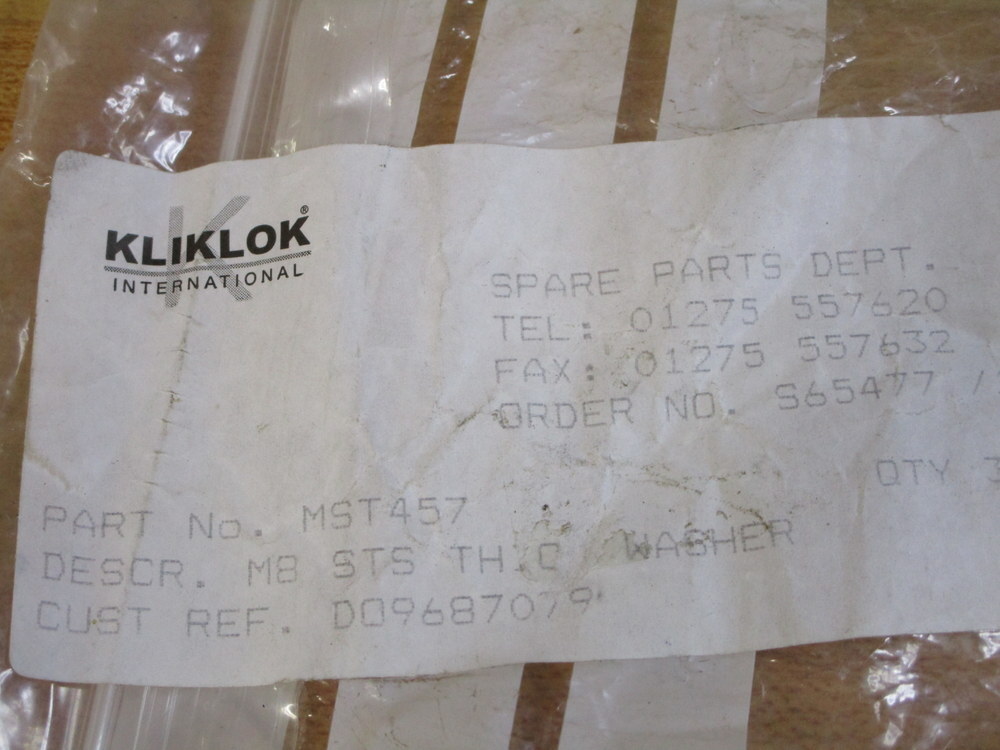 KLIKLOK®
INTERNATIONAL
SPARE PARTS DEPT.
TEL: 01275 557620
FAX: 01275 557632
ORDER NO. S65477 /
QTY 3
PART No. MST457
DESCR. M8 STS WASHER
CUST REF. D09687079